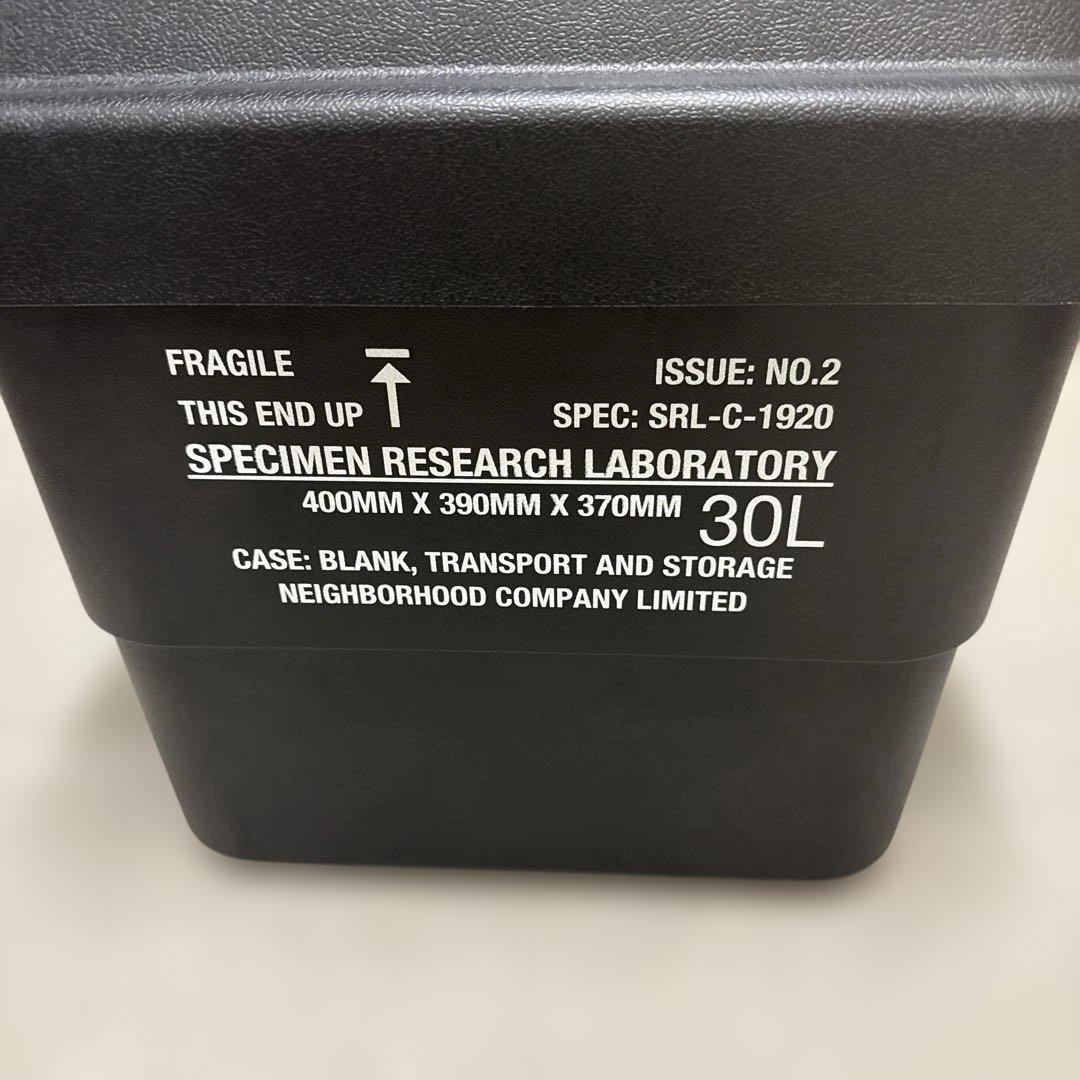 FRAGILE
THIS END UP
ISSUE: NO.2
SPEC: SRL-C-1920
SPECIMEN RESEARCH LABORATORY
400MM X 390MM X 370MM 30L
CASE: BLANK, TRANSPORT AND STORAGE
NEIGHBORHOOD COMPANY LIMITED